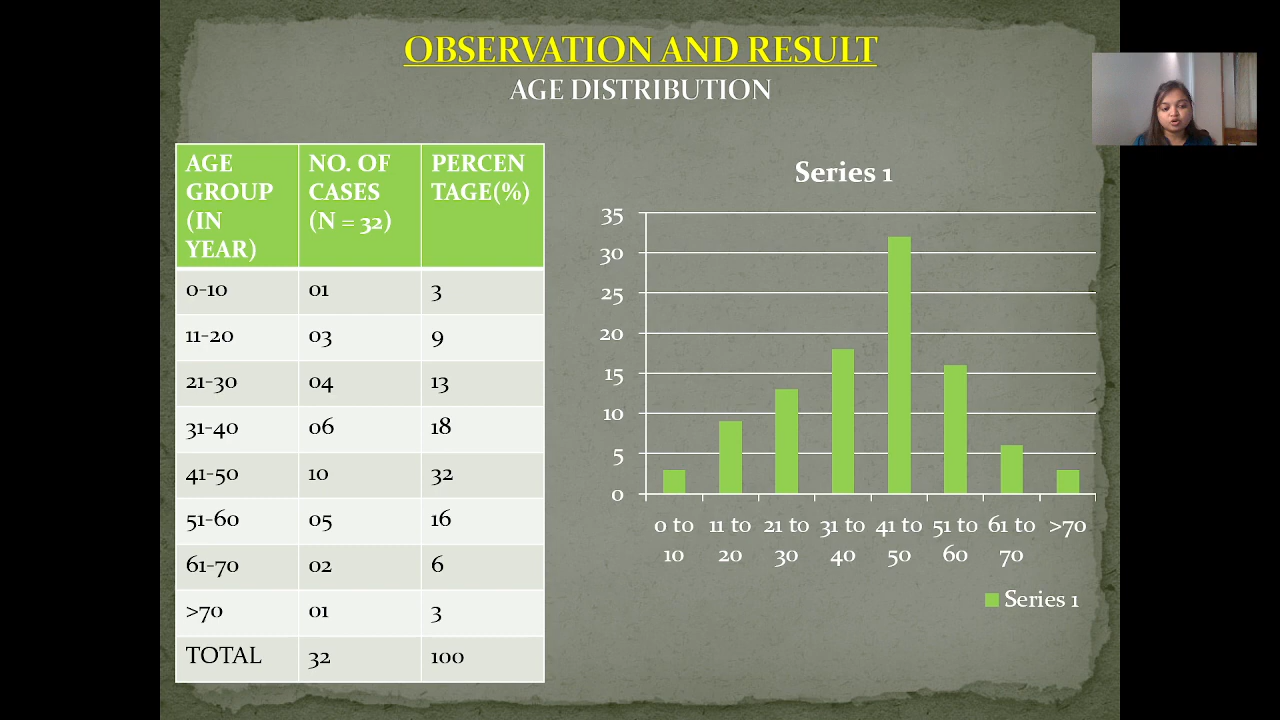 OBSERVATION AND RESULT
AGE DISTRIBUTION
AGE GROUP (IN YEAR) NO. OF CASES (N = 32) PERCENTAGE(%)
0-10 01 3
11-20 03 9
21-30 04 13
31-40 06 18
41-50 10 32
51-60 05 16
61-70 02 6
>70 01 3
TOTAL 32 100
Series 1
35
30
25
20
15
10
5
0
0 to 10 11 to 20 21 to 30 31 to 40 41 to 50 51 to 60 61 to 70 >70
Series 1